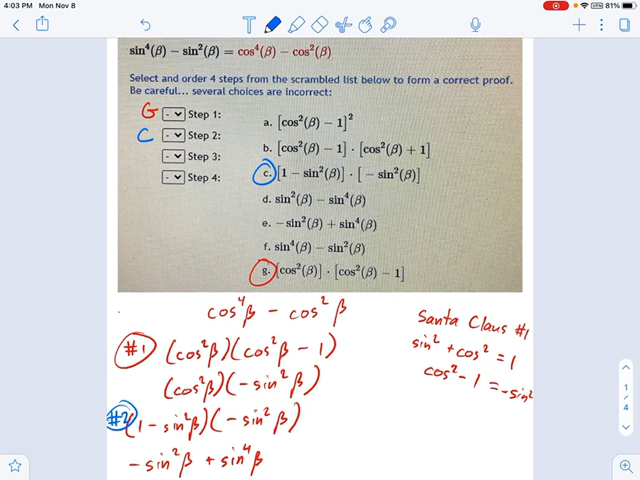 4:03 PM Mon Nov 8
VPN 81%
T
sin⁴(β) − sin²(β) = cos⁴(β) − cos²(β)
Select and order 4 steps from the scrambled list below to form a correct proof.
Be careful... several choices are incorrect:
G - Step 1:
C - Step 2:
- Step 3:
- Step 4:
a. [cos²(β) − 1]²
b. [cos²(β) − 1] · [cos²(β) + 1]
c. [1 − sin²(β)] · [ − sin²(β)]
d. sin²(β) − sin⁴(β)
e. −sin²(β) + sin⁴(β)
f. sin⁴(β) − sin²(β)
g. [cos²(β)] · [cos²(β) − 1]
cos⁴β − cos²β
#1 (cos²β)(cos²β − 1)
(cos²β)(−sin²β)
#2 (1 − sin²β)(−sin²β)
−sin²β + sin⁴β
Santa Claus #1
sin² + cos² = 1
cos² − 1 = −sin²
1
/
4